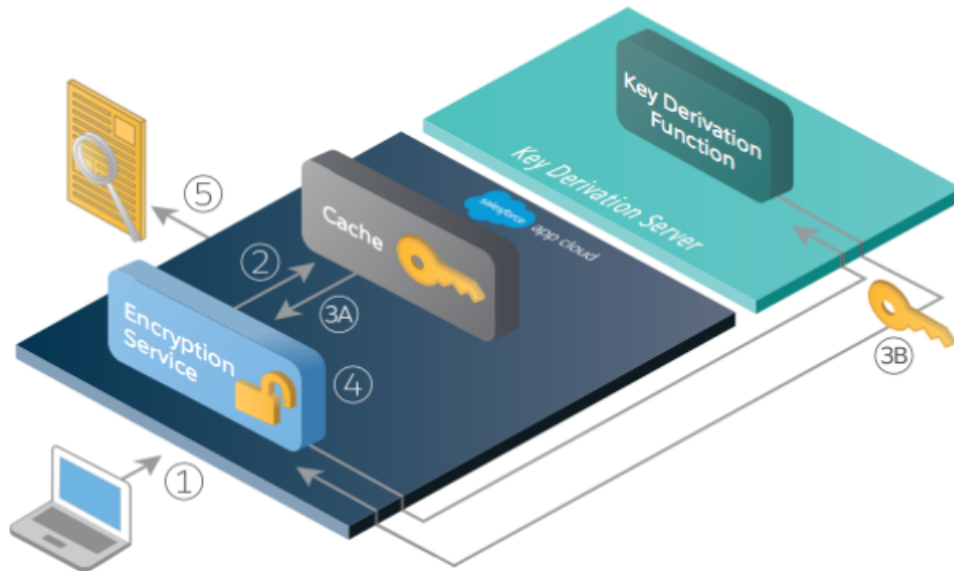 Key Derivation
Function
Key Derivation Server
salesforce
app cloud
Cache
5
2
3A
Encryption
Service
4
3B
1